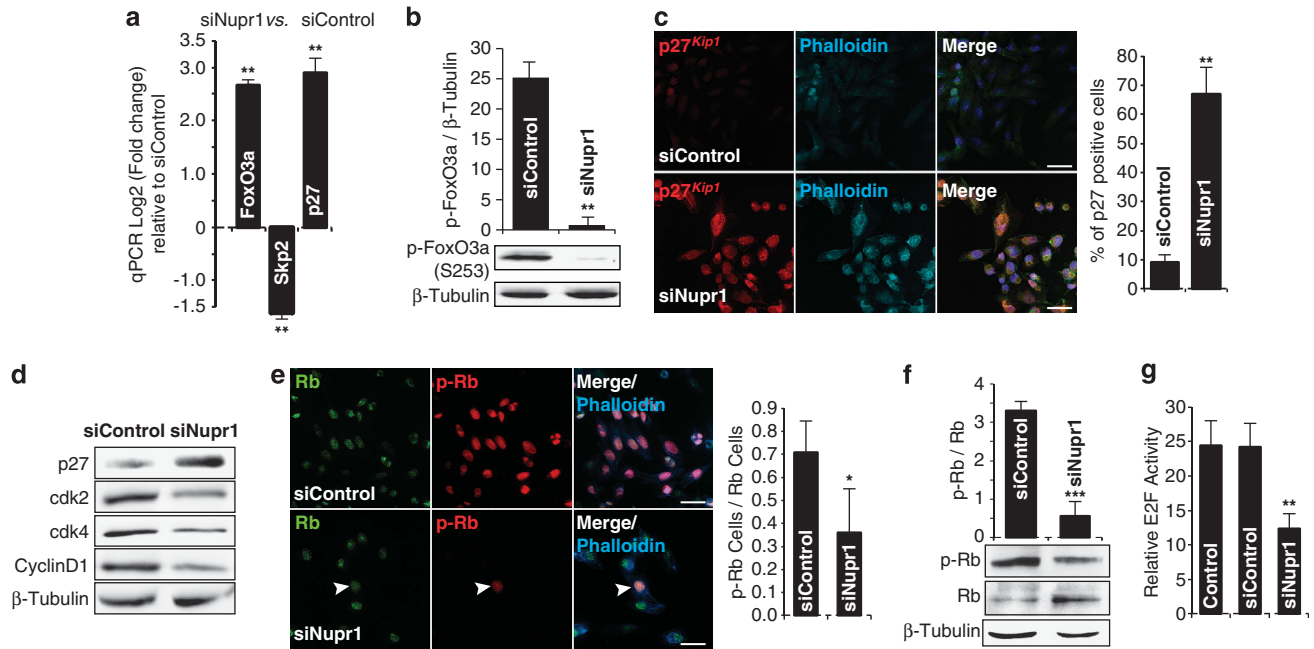 a
siNupr1 vs. siControl
qPCR Log2 (Fold change)
relative to siControl
3.5
3.0
2.0
1.0
0
-1.0
-1.5
**
FoxO3a
Skp2
**
**
p27
b
p-FoxO3a / β-Tubulin
30
25
20
15
10
5
0
siControl
siNupr1
**
p-FoxO3a
(S253)
β-Tubulin
c
p27Kip1
Phalloidin
Merge
siControl
p27Kip1
Phalloidin
Merge
siNupr1
% of p27 positive cells
80
70
60
50
40
30
20
10
0
siControl
**
siNupr1
d
siControl siNupr1
p27
cdk2
cdk4
CyclinD1
β-Tubulin
e
Rb
p-Rb
Merge/
Phalloidin
siControl
Rb
p-Rb
Merge/
Phalloidin
siNupr1
p-Rb Cells / Rb Cells
0.9
0.8
0.7
0.6
0.5
0.4
0.3
0.2
0.1
0.0
siControl
*
siNupr1
f
p-Rb / Rb
4
3
2
1
0
siControl
siNupr1
***
p-Rb
Rb
β-Tubulin
g
Relative E2F Activity
30
25
20
15
10
5
0
Control
siControl
**
siNupr1